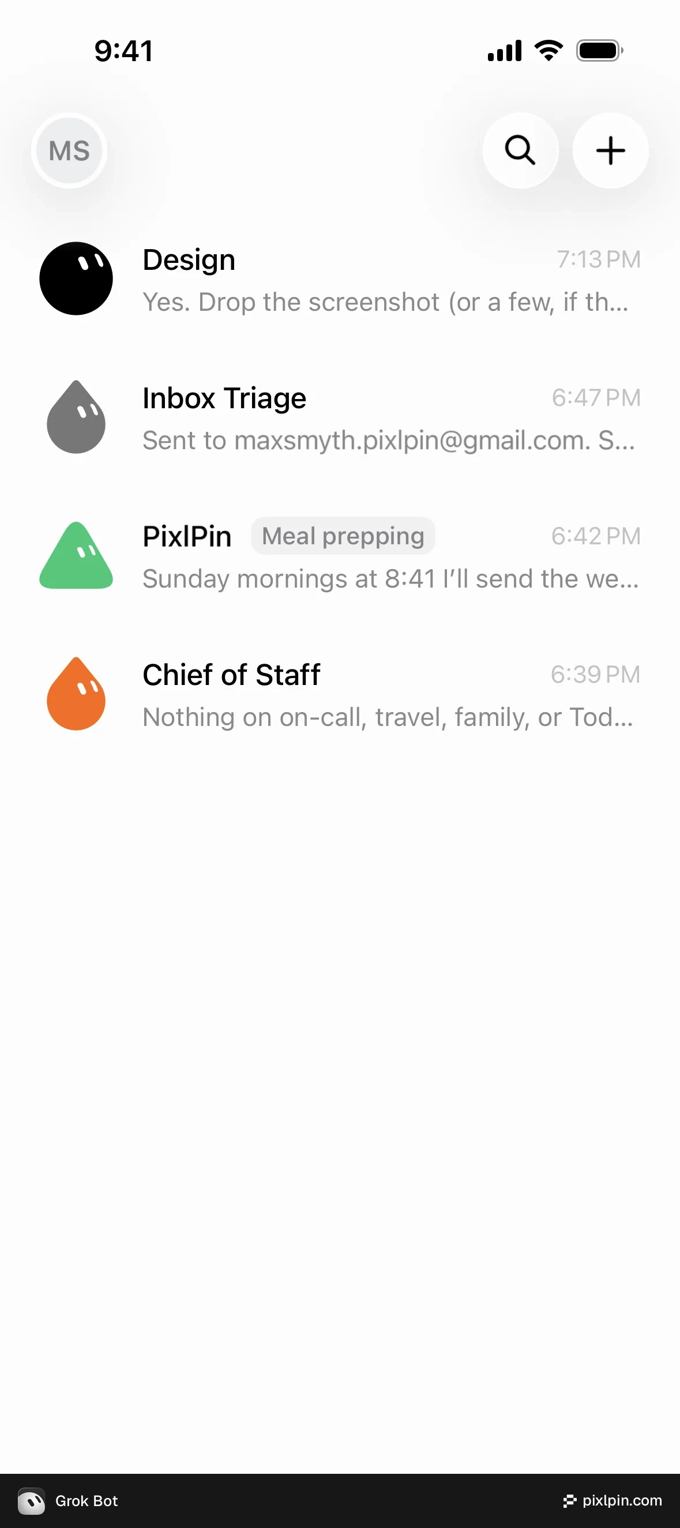 9:41
MS
Design 7:13 PM
Yes. Drop the screenshot (or a few, if th...
Inbox Triage 6:47 PM
Sent to maxsmyth.pixlpin@gmail.com. S...
PixlPin Meal prepping 6:42 PM
Sunday mornings at 8:41 I’ll send the we...
Chief of Staff 6:39 PM
Nothing on on-call, travel, family, or Tod...
Grok Bot pixlpin.com